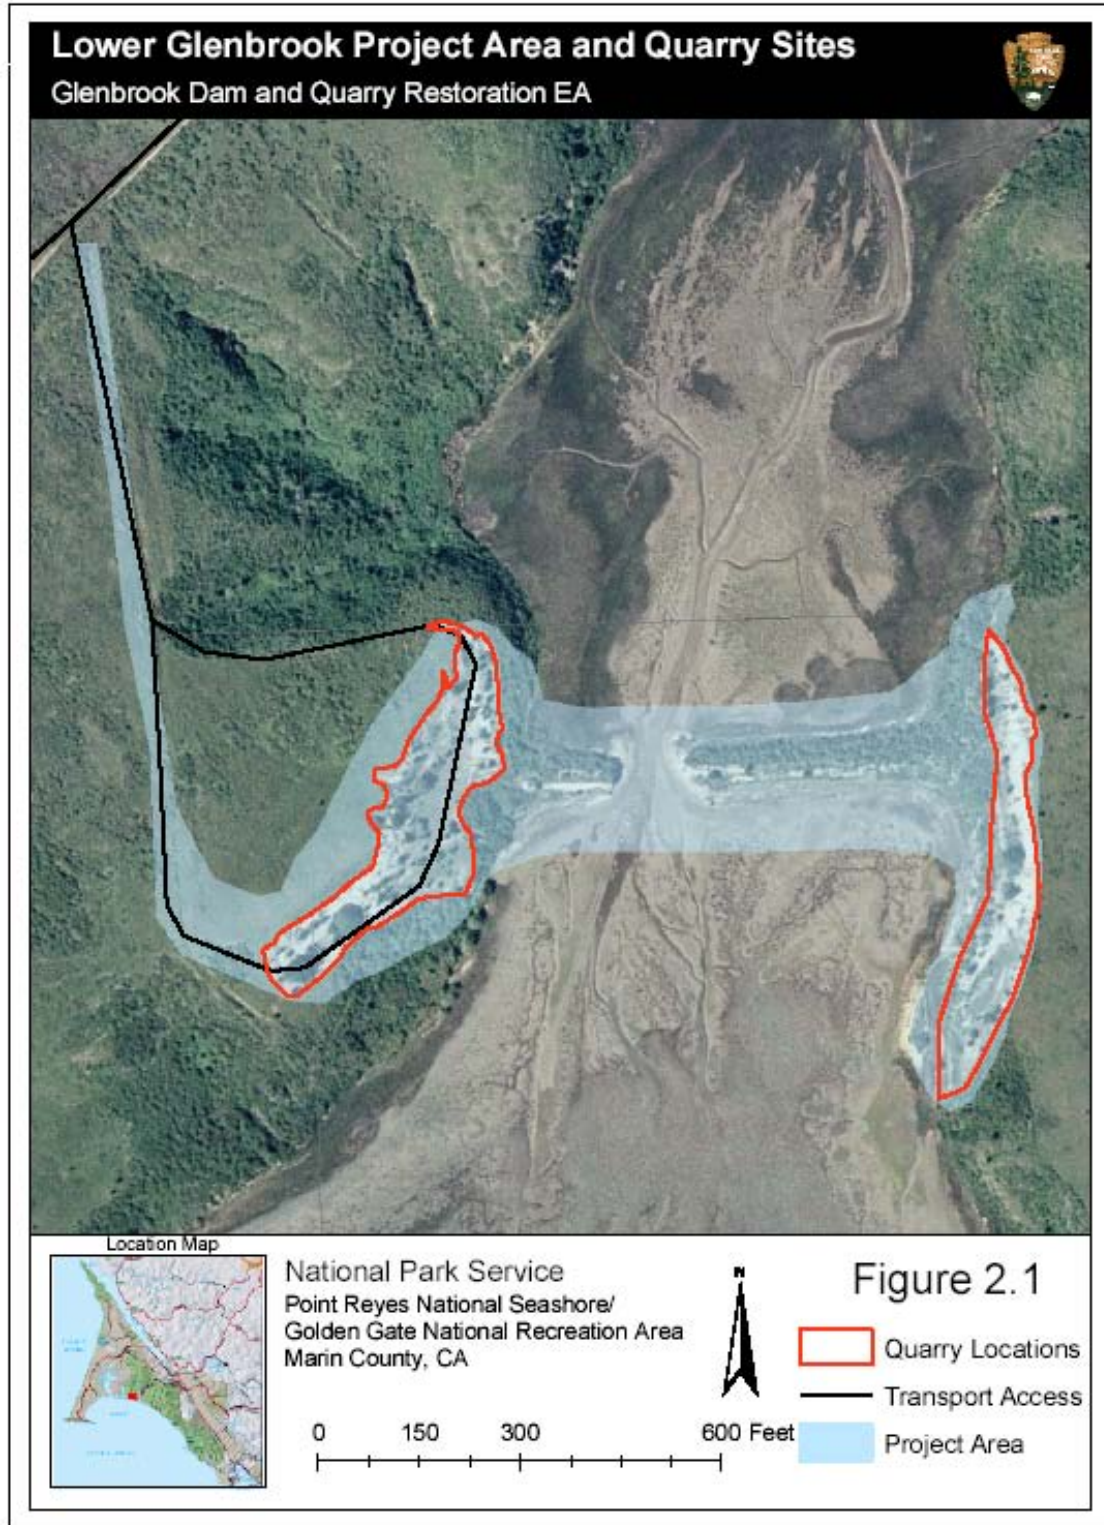 Lower Glenbrook Project Area and Quarry Sites
Glenbrook Dam and Quarry Restoration EA
Location Map
National Park Service
Point Reyes National Seashore/
Golden Gate National Recreation Area
Marin County, CA
N
0 150 300 600 Feet
Figure 2.1
Quarry Locations
Transport Access
Project Area